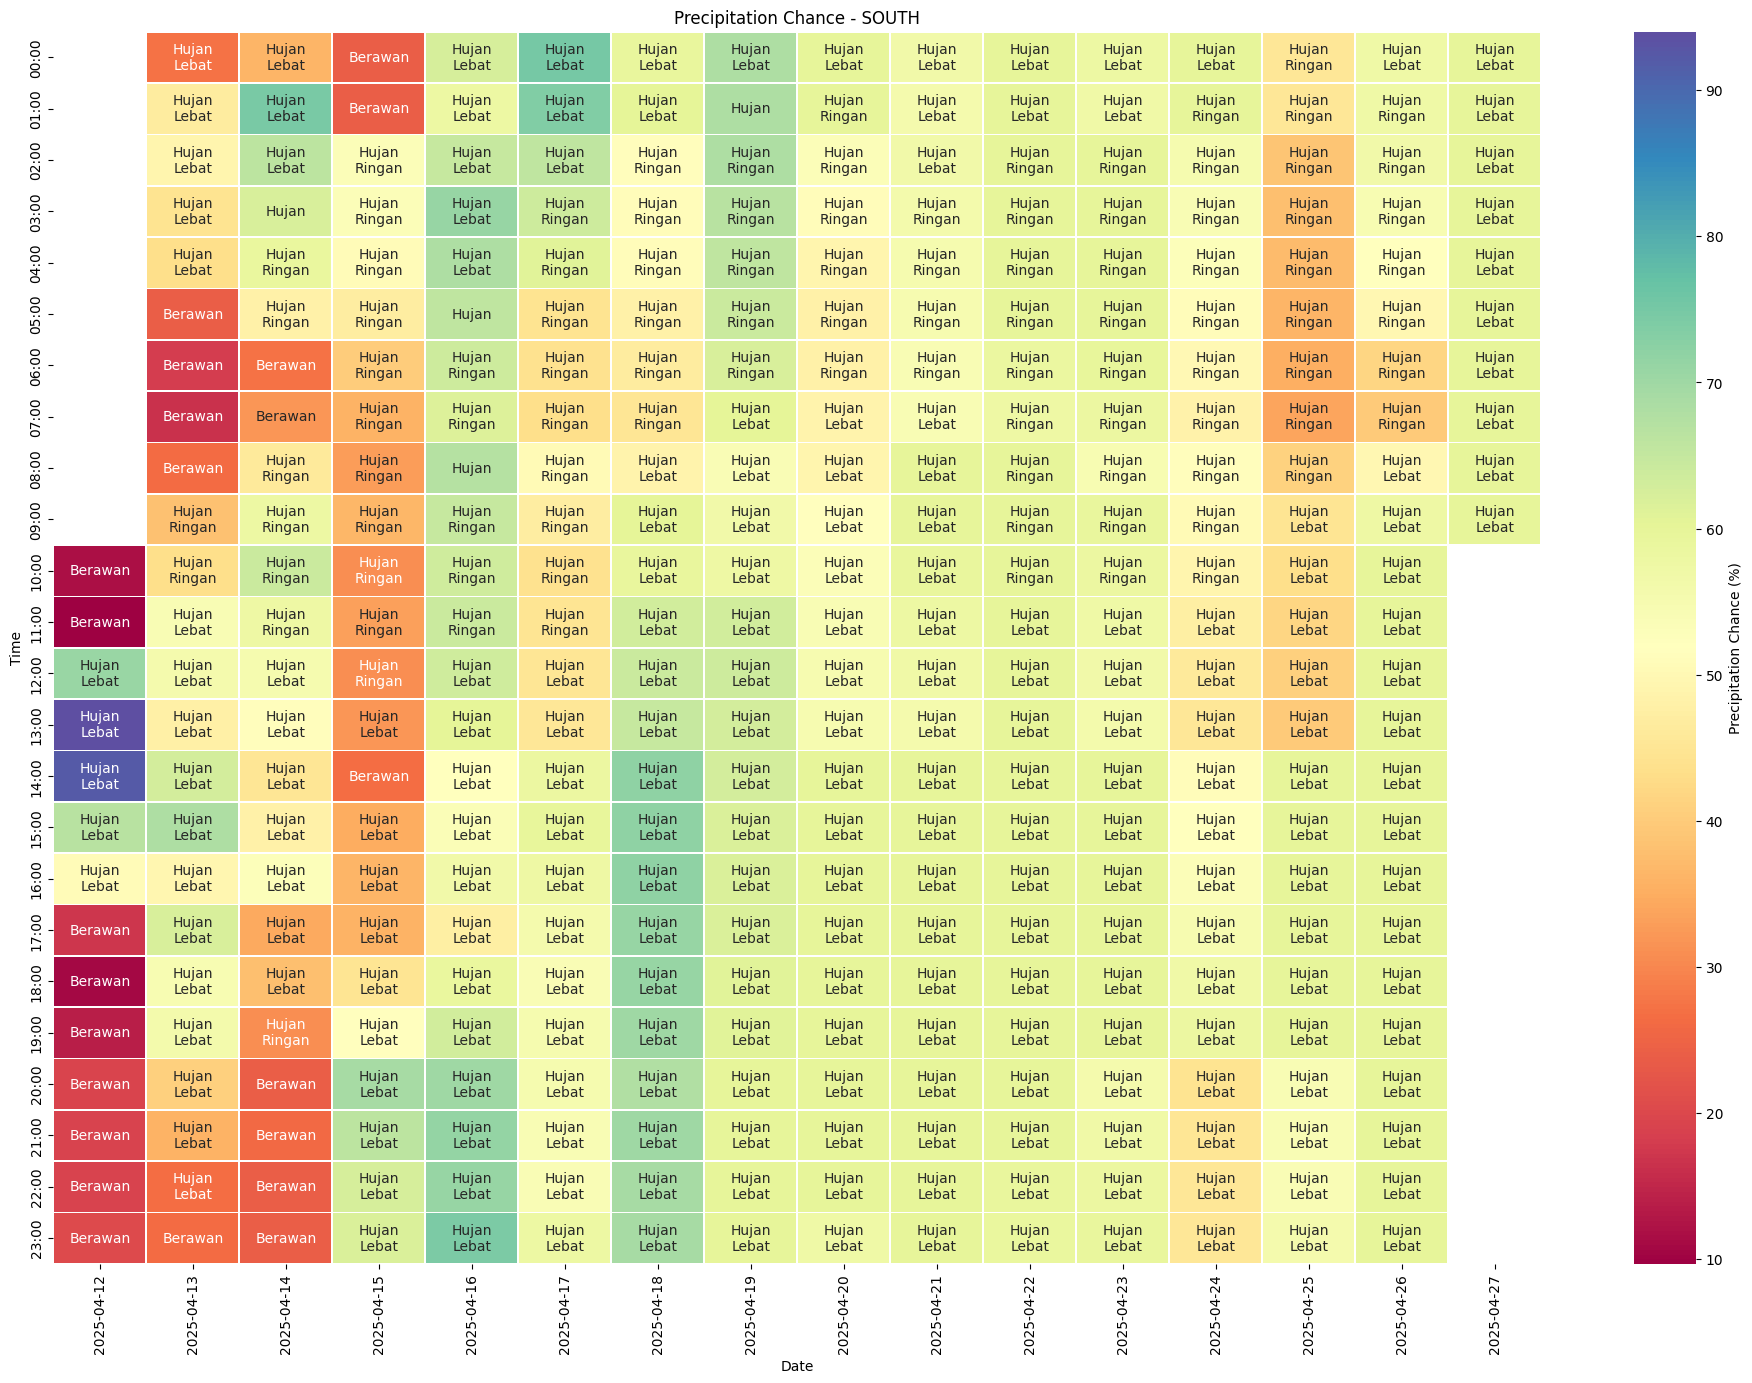 Precipitation Chance - SOUTH
00:00 Hujan Lebat Hujan Lebat Berawan Hujan Lebat Hujan Lebat Hujan Lebat Hujan Lebat Hujan Lebat Hujan Lebat Hujan Lebat Hujan Lebat Hujan Lebat Hujan Ringan Hujan Lebat Hujan Lebat
01:00 Hujan Lebat Hujan Lebat Berawan Hujan Lebat Hujan Lebat Hujan Lebat Hujan Hujan Ringan Hujan Lebat Hujan Lebat Hujan Lebat Hujan Ringan Hujan Ringan Hujan Ringan Hujan Lebat
02:00 Hujan Lebat Hujan Lebat Hujan Ringan Hujan Lebat Hujan Lebat Hujan Ringan Hujan Ringan Hujan Ringan Hujan Lebat Hujan Ringan Hujan Ringan Hujan Ringan Hujan Ringan Hujan Ringan Hujan Lebat
03:00 Hujan Lebat Hujan Hujan Ringan Hujan Lebat Hujan Ringan Hujan Ringan Hujan Ringan Hujan Ringan Hujan Ringan Hujan Ringan Hujan Ringan Hujan Ringan Hujan Ringan Hujan Ringan Hujan Lebat
04:00 Hujan Lebat Hujan Ringan Hujan Ringan Hujan Lebat Hujan Ringan Hujan Ringan Hujan Ringan Hujan Ringan Hujan Ringan Hujan Ringan Hujan Ringan Hujan Ringan Hujan Ringan Hujan Ringan Hujan Lebat
05:00 Berawan Hujan Ringan Hujan Ringan Hujan Hujan Ringan Hujan Ringan Hujan Ringan Hujan Ringan Hujan Ringan Hujan Ringan Hujan Ringan Hujan Ringan Hujan Ringan Hujan Ringan Hujan Lebat
06:00 Berawan Berawan Hujan Ringan Hujan Ringan Hujan Ringan Hujan Ringan Hujan Ringan Hujan Ringan Hujan Ringan Hujan Ringan Hujan Ringan Hujan Ringan Hujan Ringan Hujan Ringan Hujan Lebat
07:00 Berawan Berawan Hujan Ringan Hujan Ringan Hujan Ringan Hujan Ringan Hujan Lebat Hujan Lebat Hujan Lebat Hujan Ringan Hujan Ringan Hujan Ringan Hujan Ringan Hujan Ringan Hujan Lebat
08:00 Berawan Hujan Ringan Hujan Ringan Hujan Hujan Ringan Hujan Lebat Hujan Lebat Hujan Lebat Hujan Lebat Hujan Ringan Hujan Ringan Hujan Ringan Hujan Ringan Hujan Lebat Hujan Lebat
09:00 Hujan Ringan Hujan Ringan Hujan Ringan Hujan Ringan Hujan Ringan Hujan Lebat Hujan Lebat Hujan Lebat Hujan Lebat Hujan Ringan Hujan Ringan Hujan Ringan Hujan Lebat Hujan Lebat Hujan Lebat
10:00 Berawan Hujan Ringan Hujan Ringan Hujan Ringan Hujan Ringan Hujan Ringan Hujan Lebat Hujan Lebat Hujan Lebat Hujan Lebat Hujan Ringan Hujan Ringan Hujan Ringan Hujan Lebat Hujan Lebat
11:00 Berawan Hujan Lebat Hujan Ringan Hujan Ringan Hujan Ringan Hujan Ringan Hujan Lebat Hujan Lebat Hujan Lebat Hujan Lebat Hujan Lebat Hujan Lebat Hujan Lebat Hujan Lebat Hujan Lebat
12:00 Hujan Lebat Hujan Lebat Hujan Lebat Hujan Ringan Hujan Lebat Hujan Lebat Hujan Lebat Hujan Lebat Hujan Lebat Hujan Lebat Hujan Lebat Hujan Lebat Hujan Lebat Hujan Lebat Hujan Lebat
13:00 Hujan Lebat Hujan Lebat Hujan Lebat Hujan Lebat Hujan Lebat Hujan Lebat Hujan Lebat Hujan Lebat Hujan Lebat Hujan Lebat Hujan Lebat Hujan Lebat Hujan Lebat Hujan Lebat Hujan Lebat
14:00 Hujan Lebat Hujan Lebat Hujan Lebat Berawan Hujan Lebat Hujan Lebat Hujan Lebat Hujan Lebat Hujan Lebat Hujan Lebat Hujan Lebat Hujan Lebat Hujan Lebat Hujan Lebat Hujan Lebat
15:00 Hujan Lebat Hujan Lebat Hujan Lebat Hujan Lebat Hujan Lebat Hujan Lebat Hujan Lebat Hujan Lebat Hujan Lebat Hujan Lebat Hujan Lebat Hujan Lebat Hujan Lebat Hujan Lebat Hujan Lebat
16:00 Hujan Lebat Hujan Lebat Hujan Lebat Hujan Lebat Hujan Lebat Hujan Lebat Hujan Lebat Hujan Lebat Hujan Lebat Hujan Lebat Hujan Lebat Hujan Lebat Hujan Lebat Hujan Lebat Hujan Lebat
17:00 Berawan Hujan Lebat Hujan Lebat Hujan Lebat Hujan Lebat Hujan Lebat Hujan Lebat Hujan Lebat Hujan Lebat Hujan Lebat Hujan Lebat Hujan Lebat Hujan Lebat Hujan Lebat Hujan Lebat
18:00 Berawan Hujan Lebat Hujan Lebat Hujan Lebat Hujan Lebat Hujan Lebat Hujan Lebat Hujan Lebat Hujan Lebat Hujan Lebat Hujan Lebat Hujan Lebat Hujan Lebat Hujan Lebat Hujan Lebat
19:00 Berawan Hujan Lebat Hujan Ringan Hujan Lebat Hujan Lebat Hujan Lebat Hujan Lebat Hujan Lebat Hujan Lebat Hujan Lebat Hujan Lebat Hujan Lebat Hujan Lebat Hujan Lebat Hujan Lebat
20:00 Berawan Hujan Lebat Berawan Hujan Lebat Hujan Lebat Hujan Lebat Hujan Lebat Hujan Lebat Hujan Lebat Hujan Lebat Hujan Lebat Hujan Lebat Hujan Lebat Hujan Lebat Hujan Lebat
21:00 Berawan Hujan Lebat Berawan Hujan Lebat Hujan Lebat Hujan Lebat Hujan Lebat Hujan Lebat Hujan Lebat Hujan Lebat Hujan Lebat Hujan Lebat Hujan Lebat Hujan Lebat Hujan Lebat
22:00 Berawan Hujan Lebat Berawan Hujan Lebat Hujan Lebat Hujan Lebat Hujan Lebat Hujan Lebat Hujan Lebat Hujan Lebat Hujan Lebat Hujan Lebat Hujan Lebat Hujan Lebat Hujan Lebat
23:00 Berawan Berawan Berawan Hujan Lebat Hujan Lebat Hujan Lebat Hujan Lebat Hujan Lebat Hujan Lebat Hujan Lebat Hujan Lebat Hujan Lebat Hujan Lebat Hujan Lebat Hujan Lebat
Time
2025-04-12 2025-04-13 2025-04-14 2025-04-15 2025-04-16 2025-04-17 2025-04-18 2025-04-19 2025-04-20 2025-04-21 2025-04-22 2025-04-23 2025-04-24 2025-04-25 2025-04-26 2025-04-27
Date
90
80
70
60
50
40
30
20
10
Precipitation Chance (%)